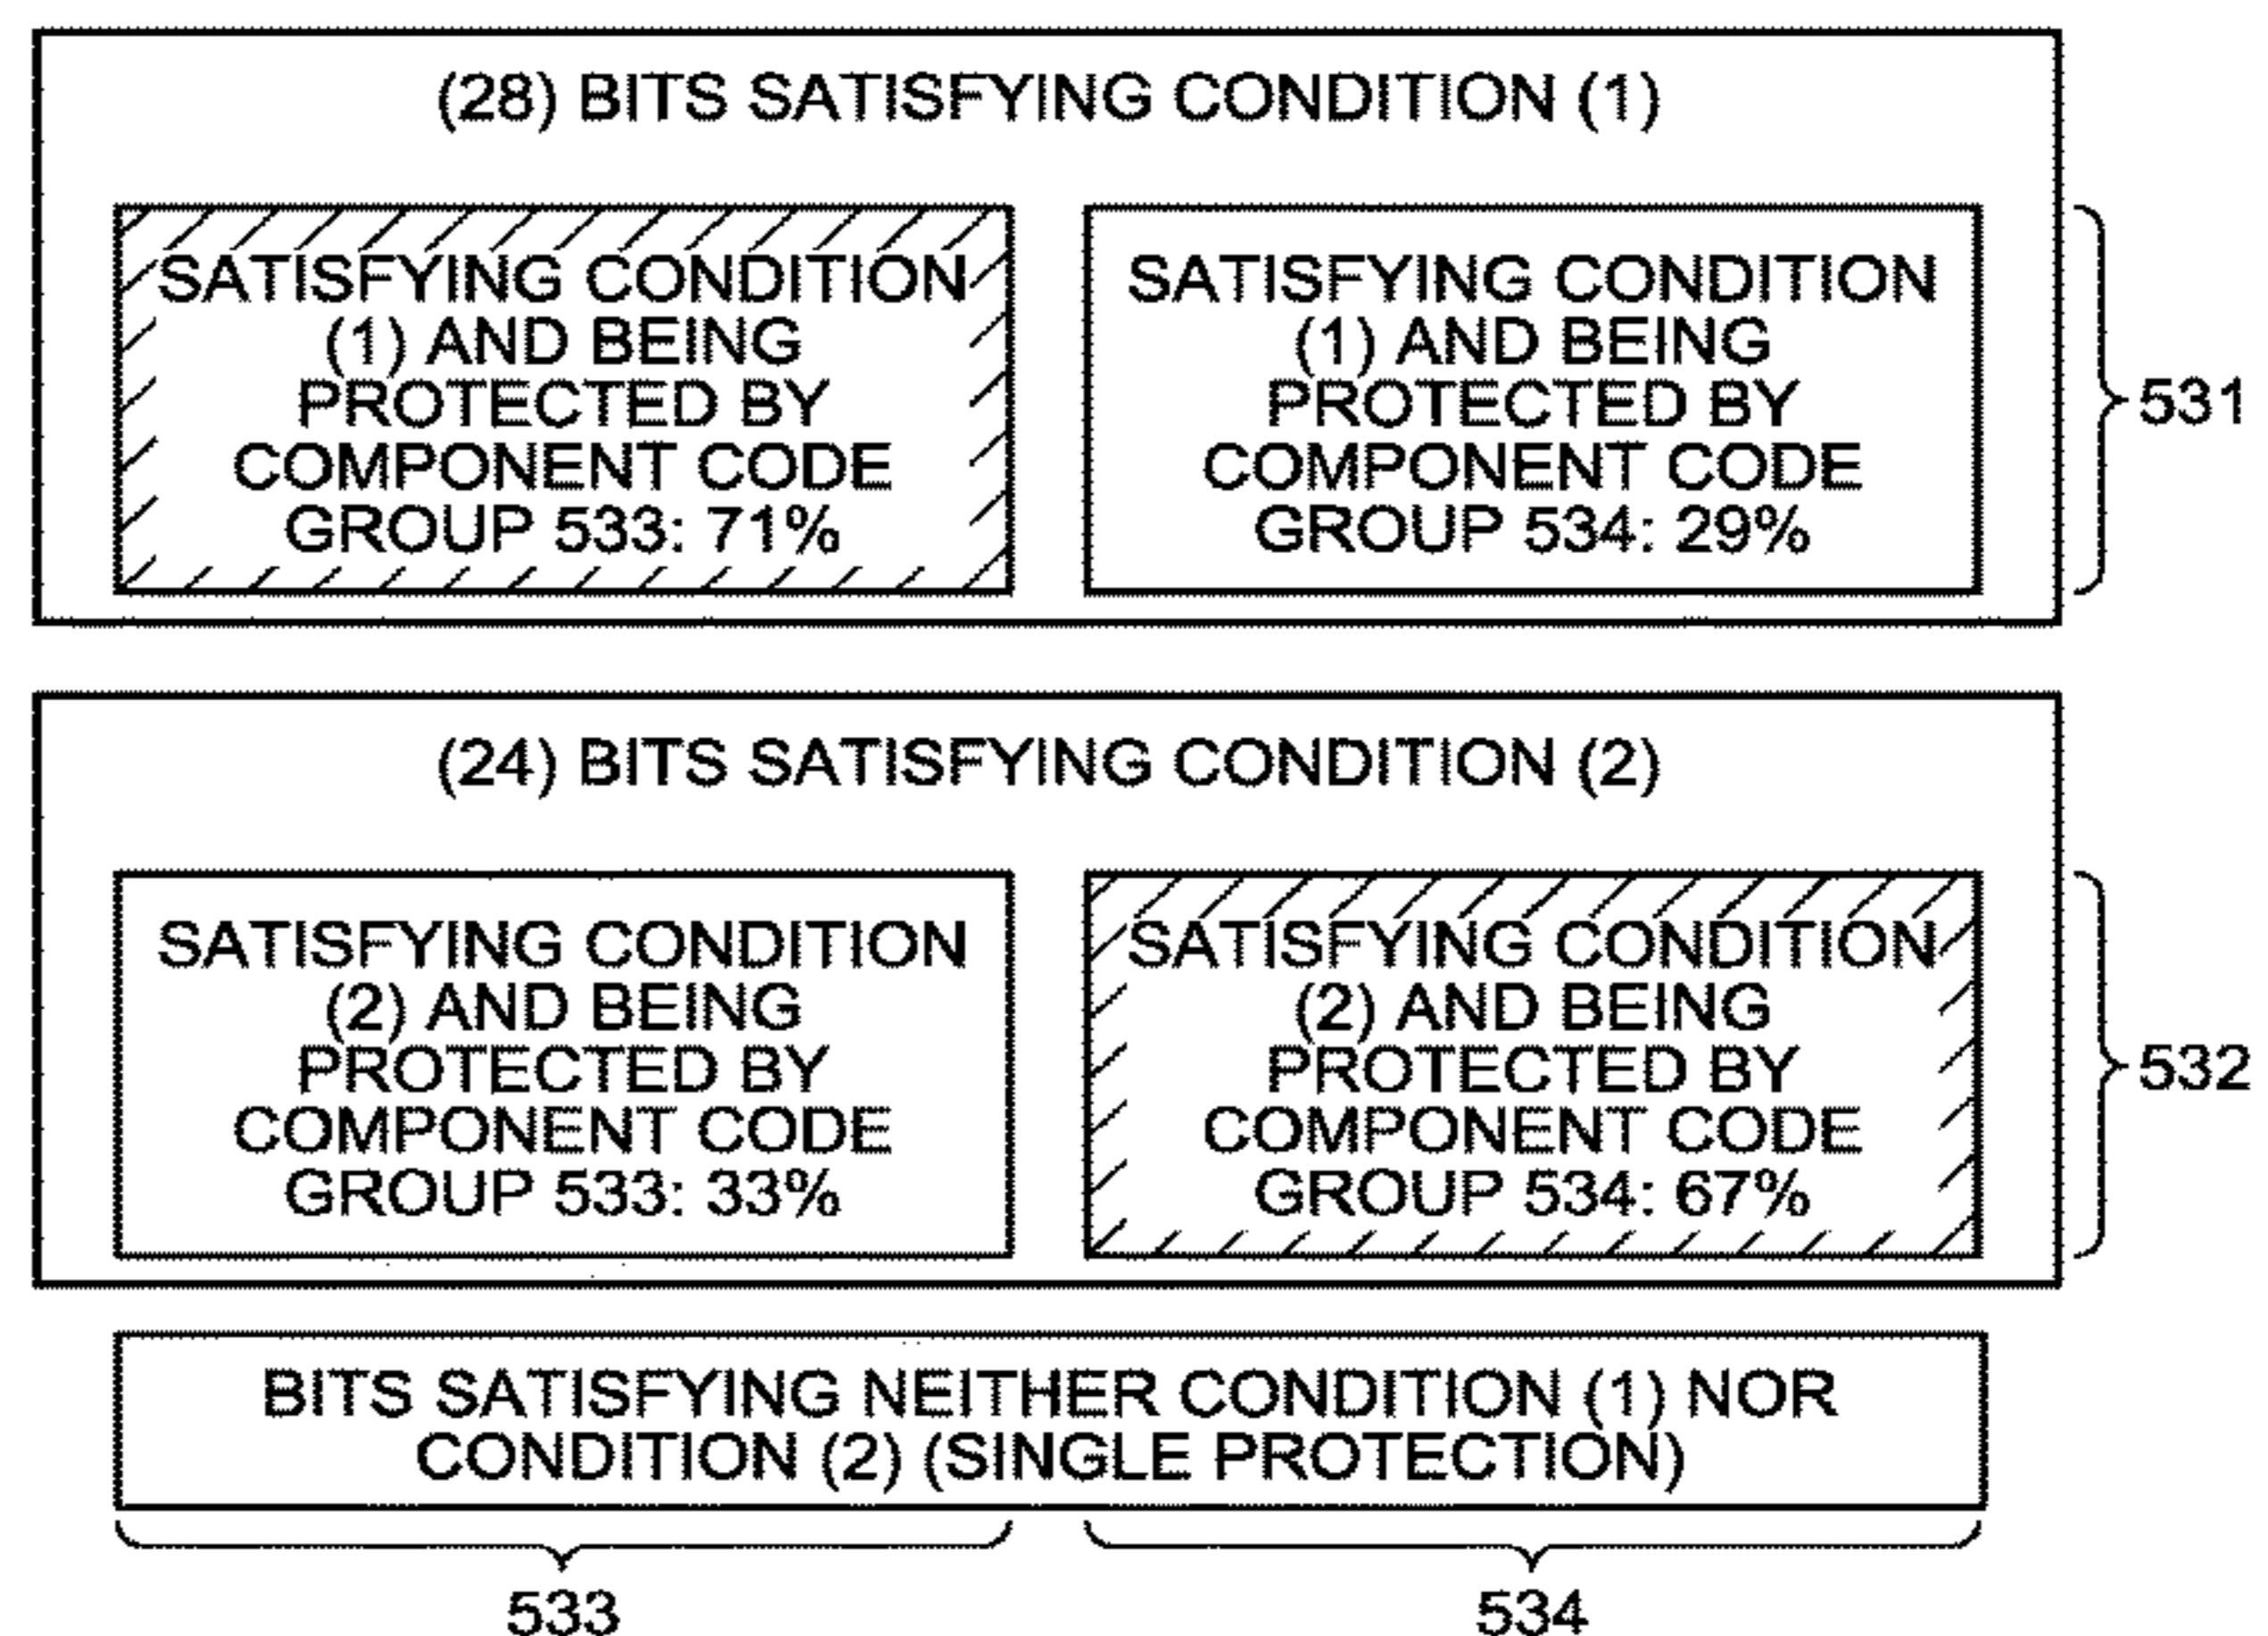 (28) BITS SATISFYING CONDITION (1)
SATISFYING CONDITION
(1) AND BEING
PROTECTED BY
COMPONENT CODE
GROUP 533: 71%
SATISFYING CONDITION
(1) AND BEING
PROTECTED BY
COMPONENT CODE
GROUP 534: 29%
531
(24) BITS SATISFYING CONDITION (2)
SATISFYING CONDITION
(2) AND BEING
PROTECTED BY
COMPONENT CODE
GROUP 533: 33%
SATISFYING CONDITION
(2) AND BEING
PROTECTED BY
COMPONENT CODE
GROUP 534: 67%
532
BITS SATISFYING NEITHER CONDITION (1) NOR
CONDITION (2) (SINGLE PROTECTION)
533
534